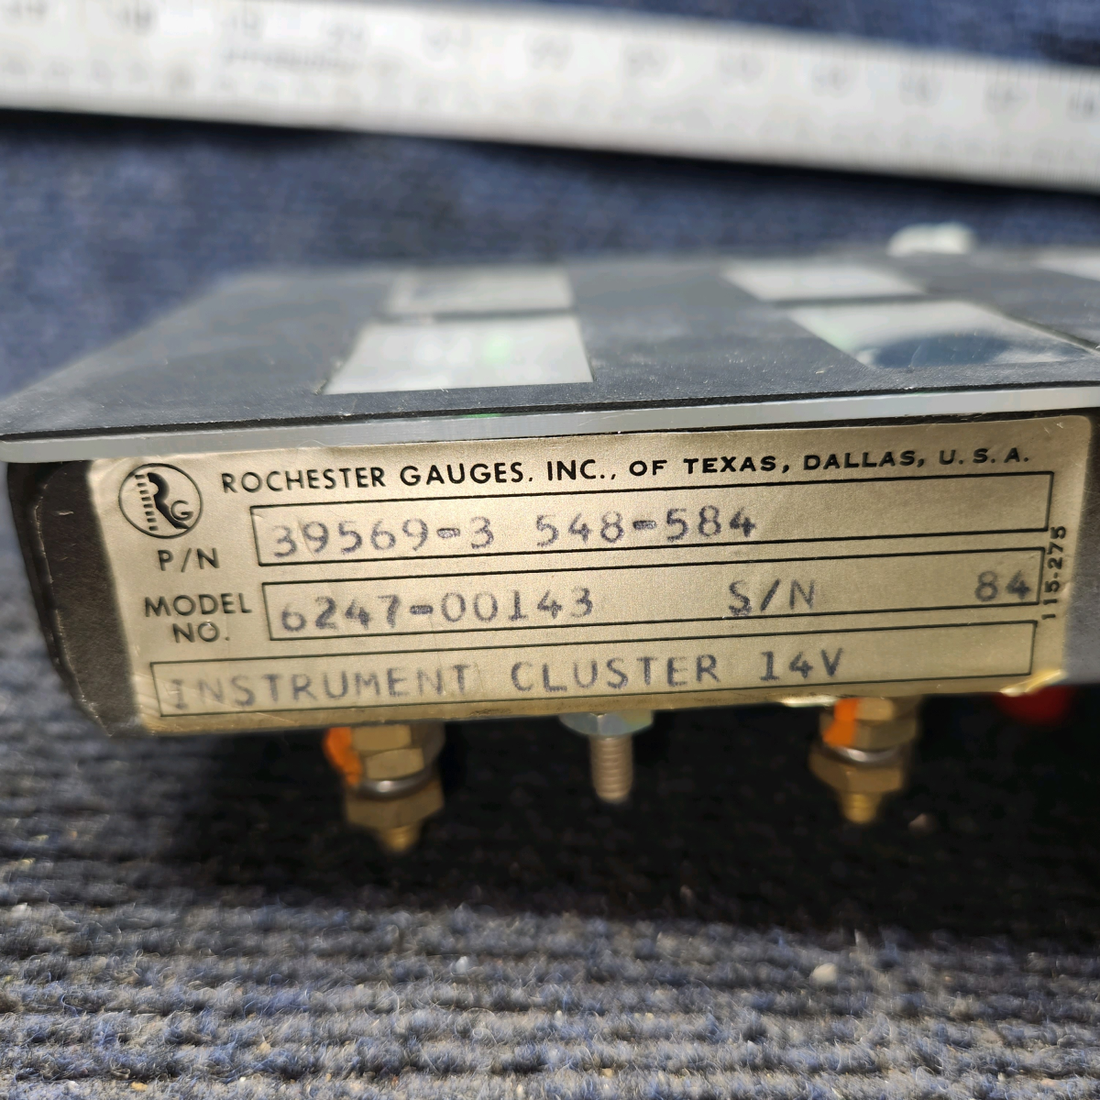 RG
ROCHESTER GAUGES, INC., OF TEXAS, DALLAS, U.S.A.
P/N 39569-3 548-584
MODEL NO. 6247-00143 S/N 84
INSTRUMENT CLUSTER 14V
115-275